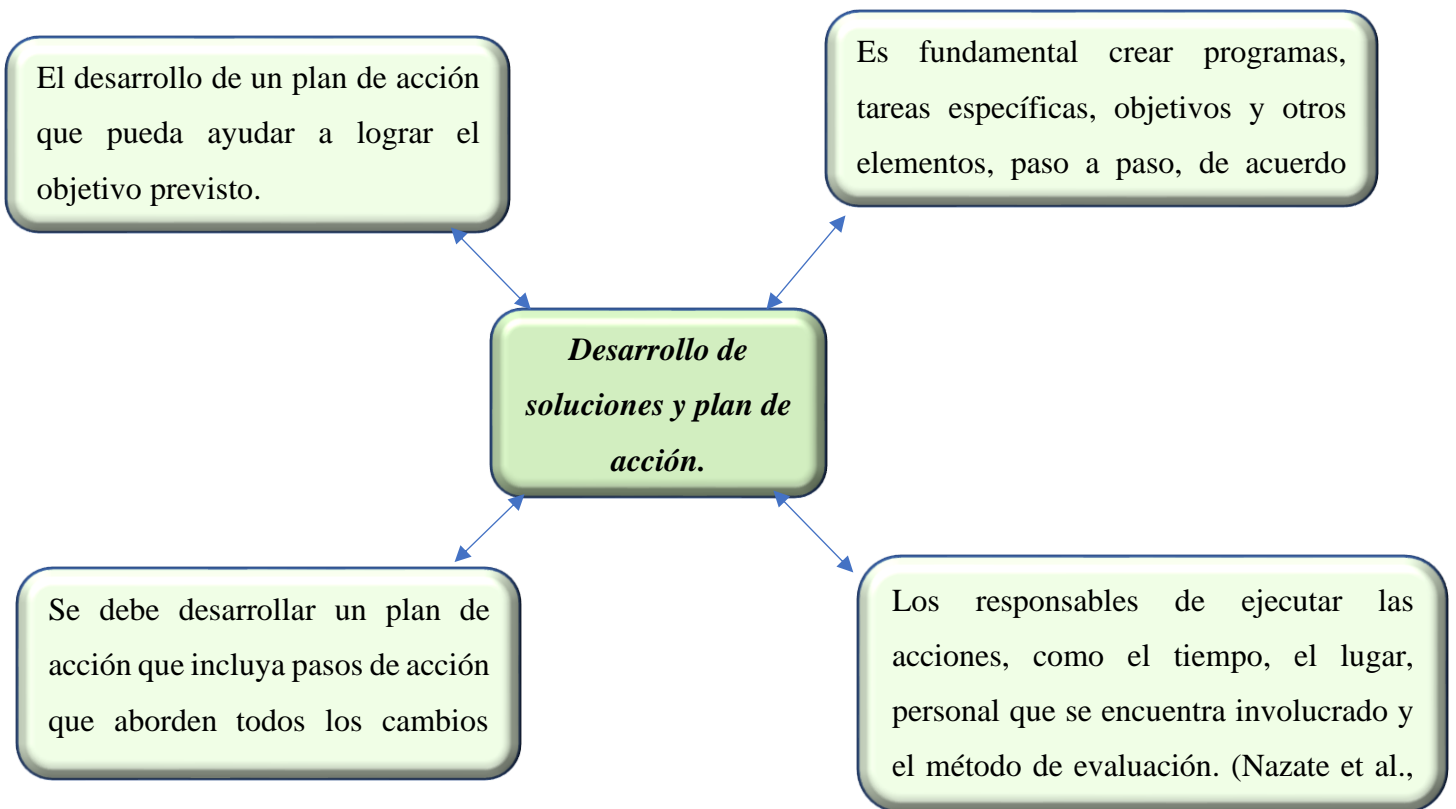 El desarrollo de un plan de acción
que pueda ayudar a lograr el
objetivo previsto.
Es fundamental crear programas,
tareas específicas, objetivos y otros
elementos, paso a paso, de acuerdo
Desarrollo de
soluciones y plan de
acción.
Se debe desarrollar un plan de
acción que incluya pasos de acción
que aborden todos los cambios
Los responsables de ejecutar las
acciones, como el tiempo, el lugar,
personal que se encuentra involucrado y
el método de evaluación. (Nazate et al.,